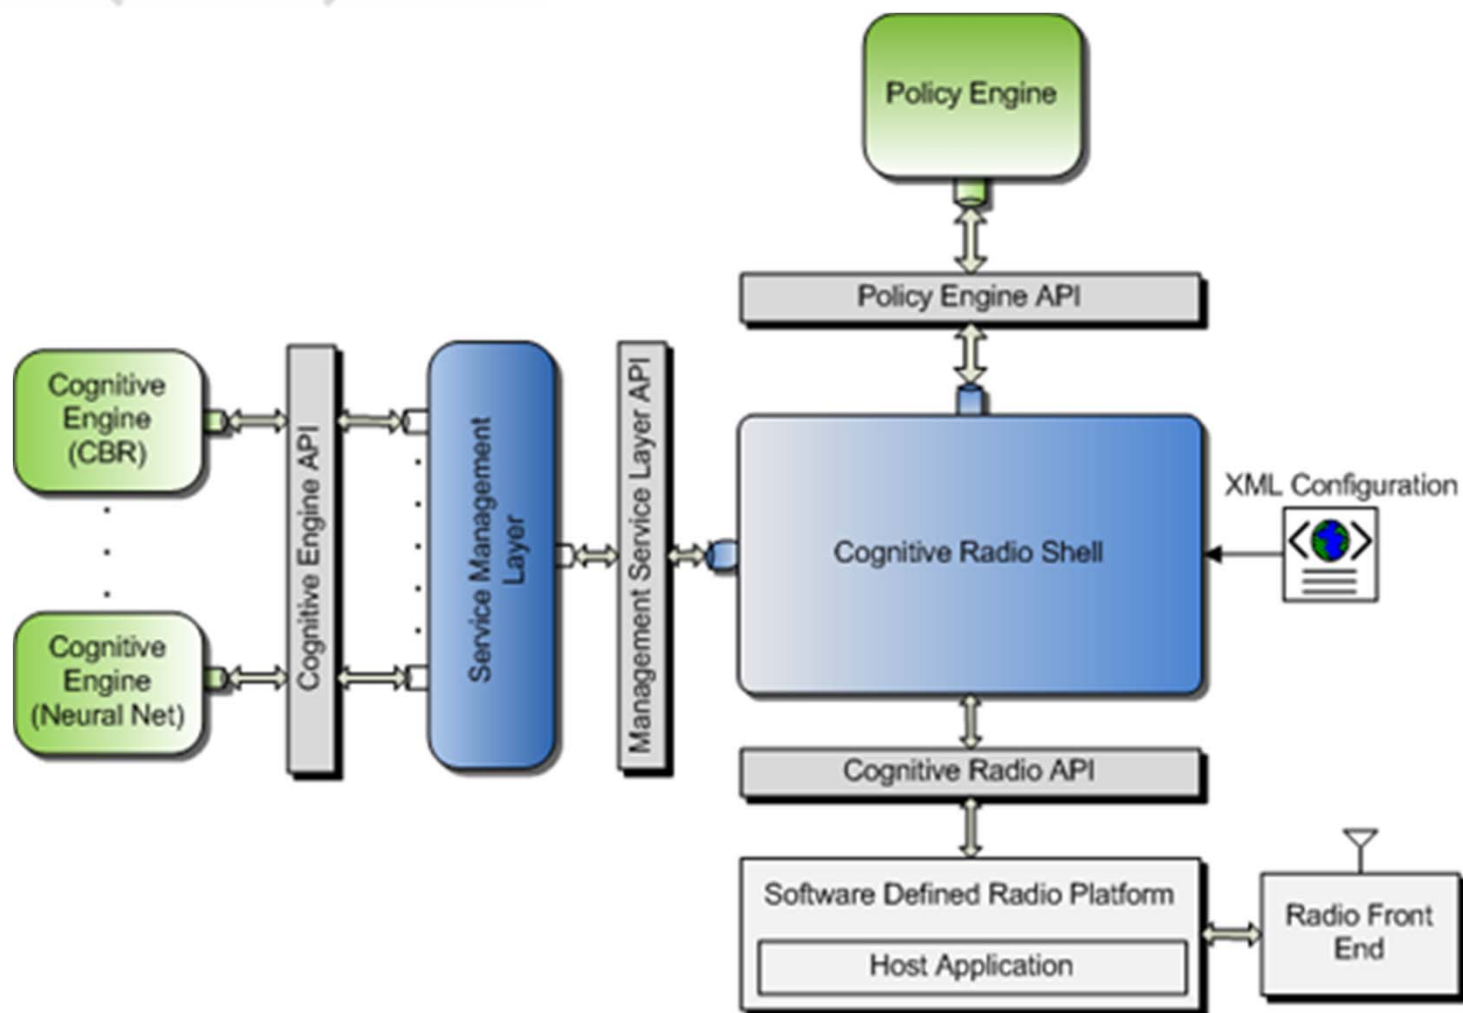 Policy Engine
Policy Engine API
Cognitive
Engine
(CBR)
Cognitive
Engine
(Neural Net)
Cognitive Engine API
Service Management
Layer
Management Service Layer API
Cognitive Radio Shell
XML Configuration
Cognitive Radio API
Software Defined Radio Platform
Host Application
Radio Front
End